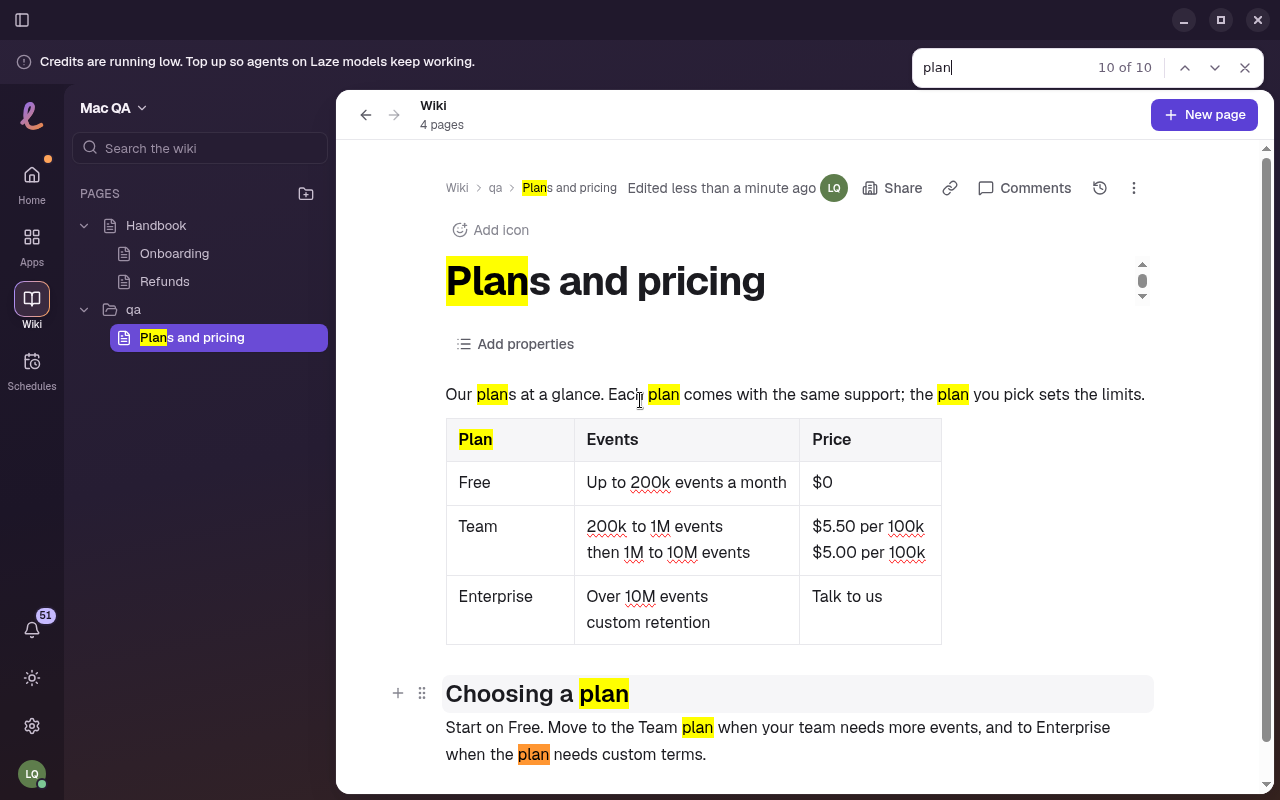 Credits are running low. Top up so agents on Laze models keep working.
plan
10 of 10
Mac QA
Search the wiki
PAGES
Handbook
Onboarding
Refunds
qa
Plans and pricing
Home
Apps
Wiki
Schedules
51
LQ
Wiki
4 pages
New page
Wiki > qa > Plans and pricing
Edited less than a minute ago
LQ
Share
Comments
Add icon
Plans and pricing
Add properties
Our plans at a glance. Each plan comes with the same support; the plan you pick sets the limits.
Plan Events Price
Free Up to 200k events a month $0
Team 200k to 1M events $5.50 per 100k
then 1M to 10M events $5.00 per 100k
Enterprise Over 10M events Talk to us
custom retention
Choosing a plan
Start on Free. Move to the Team plan when your team needs more events, and to Enterprise
when the plan needs custom terms.